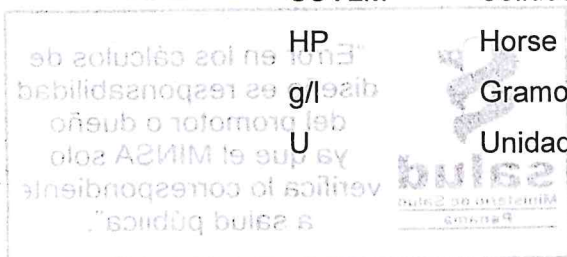 HP Horse
g/l Gramo
U Unidad
"Error en los cálculos de
diseño es responsabilidad
del promotor o dueño
ya que el MINSA solo
verifica lo correspondiente
a salud pública".
salud
Ministerio de Salud
Panamá